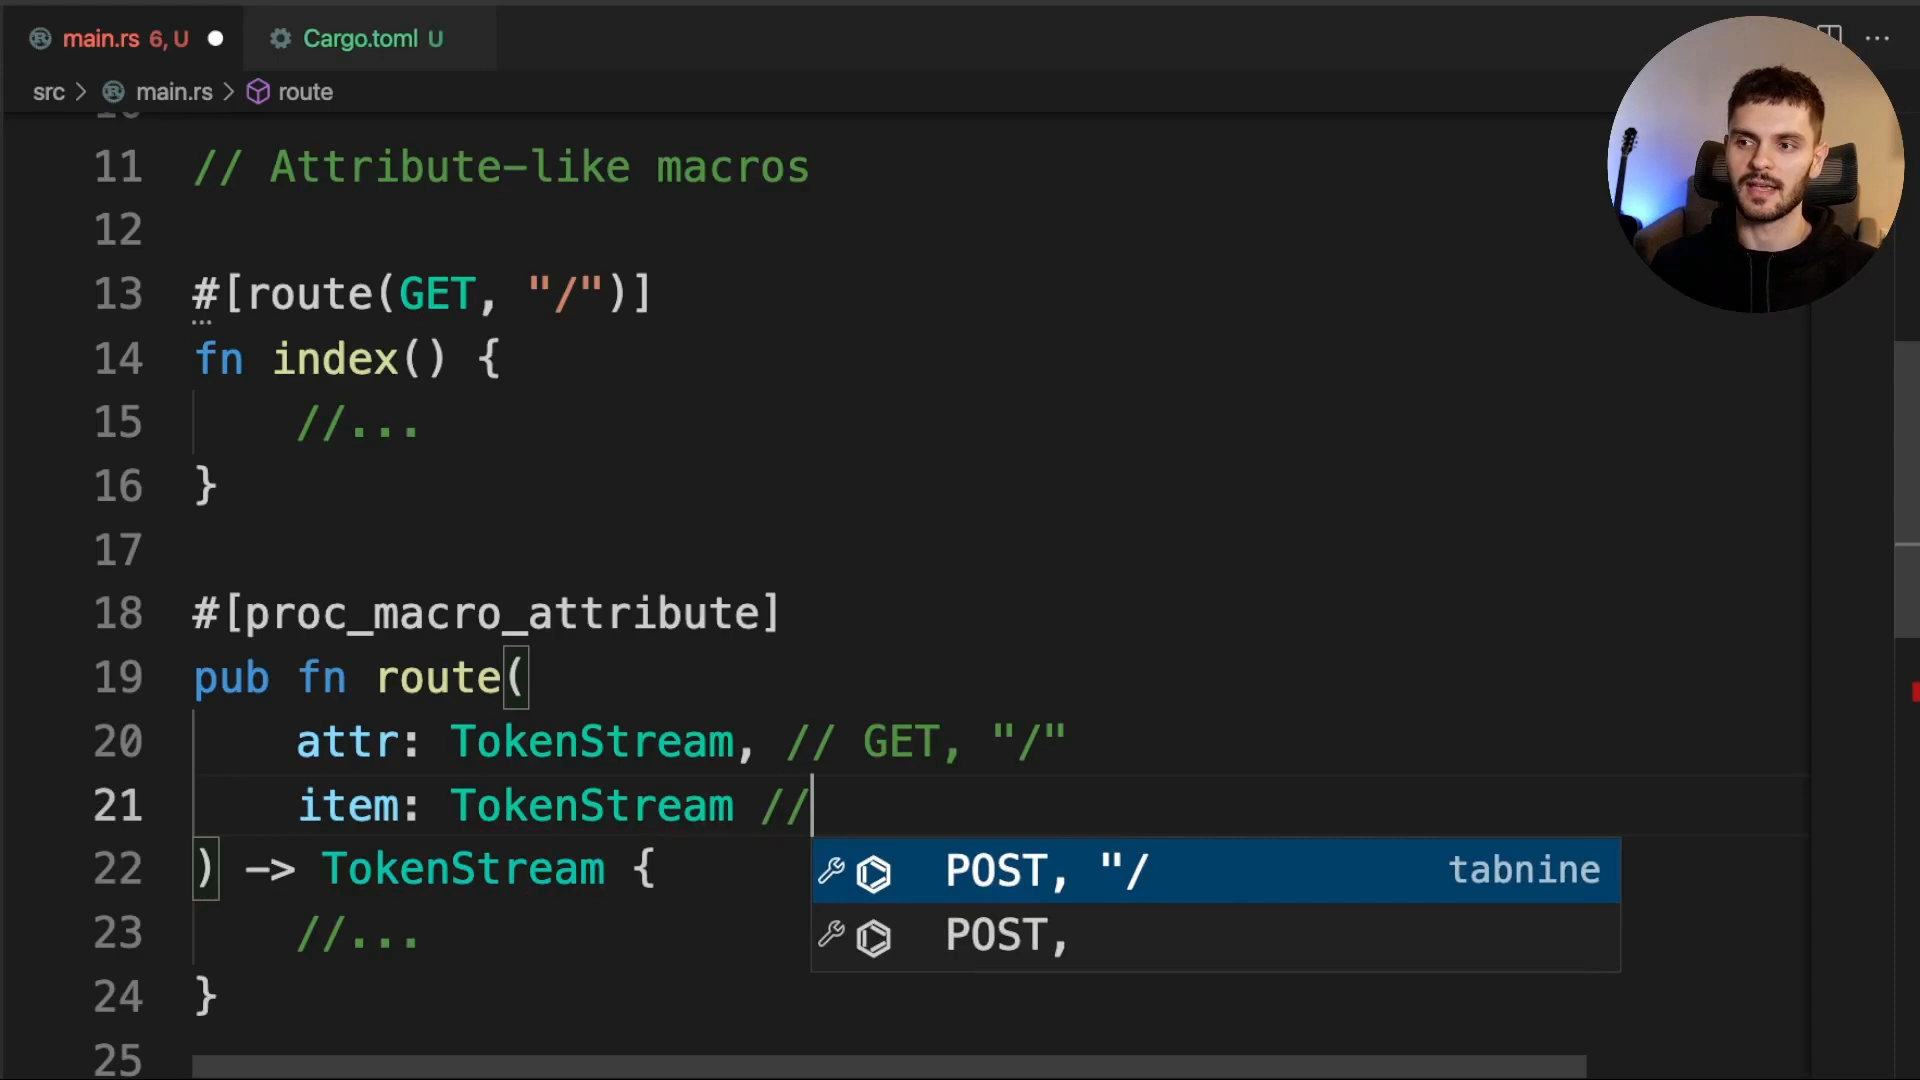 main.rs 6, U Cargo.toml U
src > main.rs > route
11 // Attribute-like macros
12
13 #[route(GET, "/")]
14 fn index() {
15 //...
16 }
17
18 #[proc_macro_attribute]
19 pub fn route(
20 attr: TokenStream, // GET, "/"
21 item: TokenStream //
POST, "/ tabnine
22 ) -> TokenStream {
POST,
23 //...
24 }
25